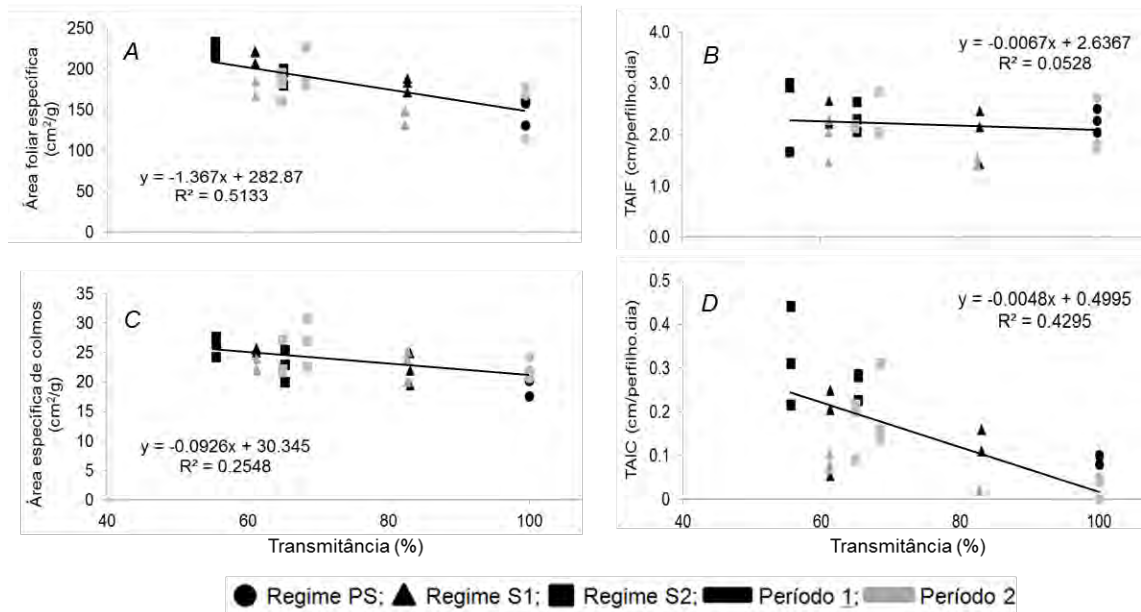 250
200
150
100
50
0
Área foliar específica
(cm²/g)
A
y = -1.367x + 282.87
R² = 0.5133
4.0
3.0
2.0
1.0
0.0
TAIF (cm/perfilho.dia)
B
y = -0.0067x + 2.6367
R² = 0.0528
35
30
25
20
15
10
5
0
Área específica de colmos
(cm²/g)
C
y = -0.0926x + 30.345
R² = 0.2548
40 60 80 100
Transmitância (%)
0.5
0.4
0.3
0.2
0.1
0
TAIC (cm/perfilho.dia)
D
y = -0.0048x + 0.4995
R² = 0.4295
40 60 80 100
Transmitância (%)
Regime PS; Regime S1; Regime S2; Período 1; Período 2